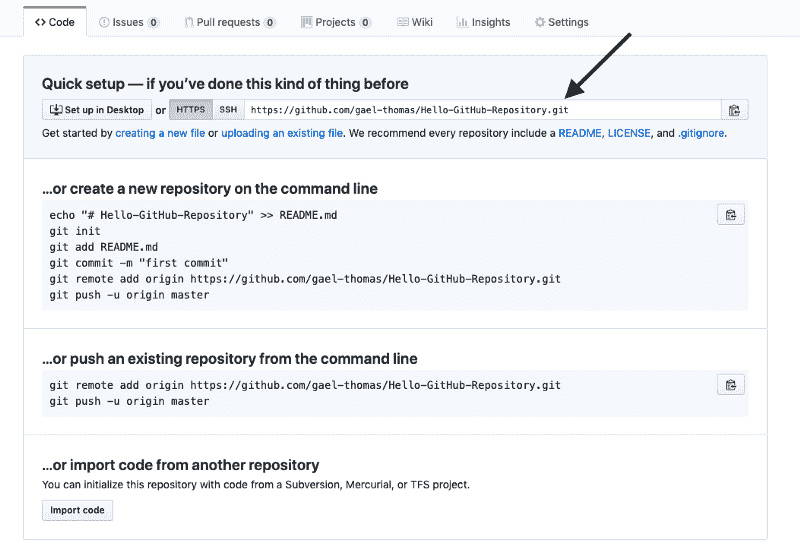 Code Issues 0 Pull requests 0 Projects 0 Wiki Insights Settings
Quick setup — if you’ve done this kind of thing before
Set up in Desktop or HTTPS SSH https://github.com/gael-thomas/Hello-GitHub-Repository.git
Get started by creating a new file or uploading an existing file. We recommend every repository include a README, LICENSE, and .gitignore.
…or create a new repository on the command line
echo "# Hello-GitHub-Repository" >> README.md
git init
git add README.md
git commit -m "first commit"
git remote add origin https://github.com/gael-thomas/Hello-GitHub-Repository.git
git push -u origin master
…or push an existing repository from the command line
git remote add origin https://github.com/gael-thomas/Hello-GitHub-Repository.git
git push -u origin master
…or import code from another repository
You can initialize this repository with code from a Subversion, Mercurial, or TFS project.
Import code